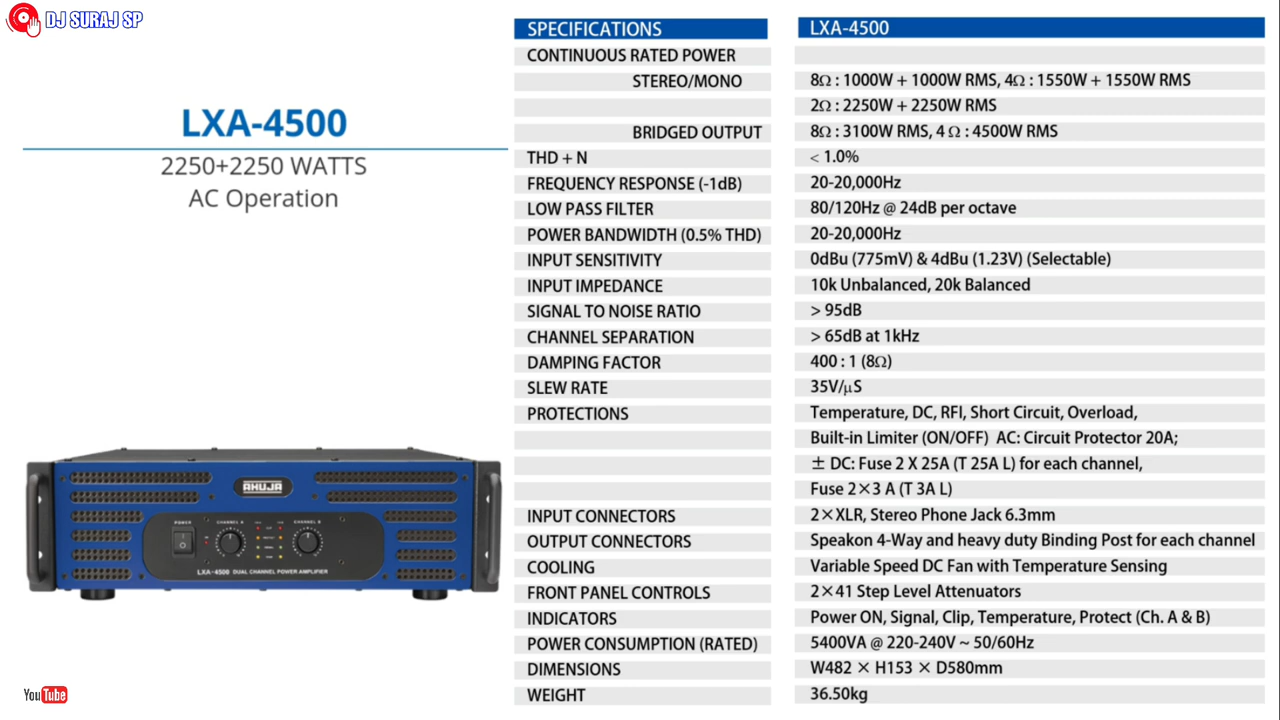 DJ SURAJ SP
LXA-4500
2250+2250 WATTS
AC Operation
SPECIFICATIONS LXA-4500
CONTINUOUS RATED POWER
STEREO/MONO 8Ω : 1000W + 1000W RMS, 4Ω : 1550W + 1550W RMS
2Ω : 2250W + 2250W RMS
BRIDGED OUTPUT 8Ω : 3100W RMS, 4 Ω : 4500W RMS
THD + N < 1.0%
FREQUENCY RESPONSE (-1dB) 20-20,000Hz
LOW PASS FILTER 80/120Hz @ 24dB per octave
POWER BANDWIDTH (0.5% THD) 20-20,000Hz
INPUT SENSITIVITY 0dBu (775mV) & 4dBu (1.23V) (Selectable)
INPUT IMPEDANCE 10k Unbalanced, 20k Balanced
SIGNAL TO NOISE RATIO > 95dB
CHANNEL SEPARATION > 65dB at 1kHz
DAMPING FACTOR 400 : 1 (8Ω)
SLEW RATE 35V/μS
PROTECTIONS Temperature, DC, RFI, Short Circuit, Overload,
Built-in Limiter (ON/OFF) AC: Circuit Protector 20A;
± DC: Fuse 2 X 25A (T 25A L) for each channel,
Fuse 2×3 A (T 3A L)
INPUT CONNECTORS 2×XLR, Stereo Phone Jack 6.3mm
OUTPUT CONNECTORS Speakon 4-Way and heavy duty Binding Post for each channel
COOLING Variable Speed DC Fan with Temperature Sensing
FRONT PANEL CONTROLS 2×41 Step Level Attenuators
INDICATORS Power ON, Signal, Clip, Temperature, Protect (Ch. A & B)
POWER CONSUMPTION (RATED) 5400VA @ 220-240V ~ 50/60Hz
DIMENSIONS W482 × H153 × D580mm
WEIGHT 36.50kg
AHUJA
POWER CHANNEL A CHANNEL B
LXA-4500 DUAL CHANNEL POWER AMPLIFIER
YouTube